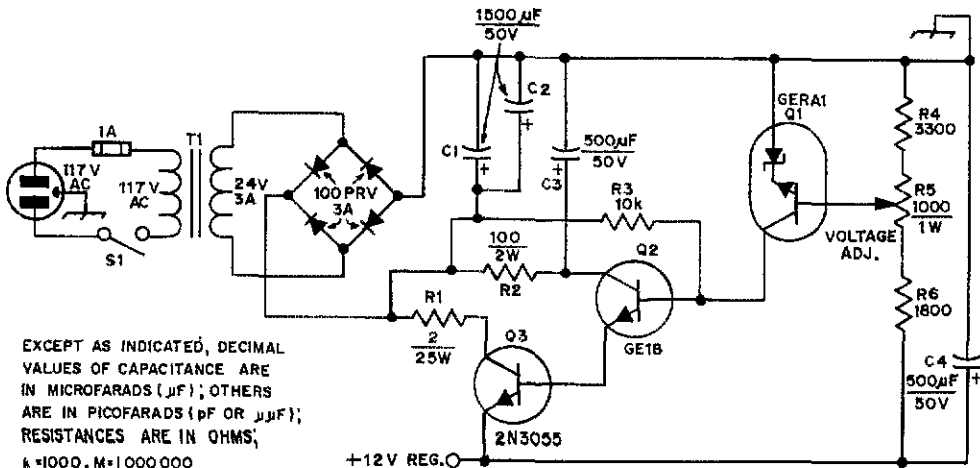 1500 µF
50V
C2
C1
+
+
500µF
50V
C3
+
GERA1
Q1
R4
3300
R5
1000
1W
VOLTAGE
ADJ.
R6
1800
C4
500µF
50V
+
1A
T1
117V
AC
117V
AC
S1
24V
3A
100 PRV
3A
R3
10k
100
2W
R2
Q2
GE18
R1
2
25W
Q3
2N3055
+12V REG.
EXCEPT AS INDICATED, DECIMAL
VALUES OF CAPACITANCE ARE
IN MICROFARADS (µF); OTHERS
ARE IN PICOFARADS (pF OR µµF);
RESISTANCES ARE IN OHMS;
k=1000, M=1000000